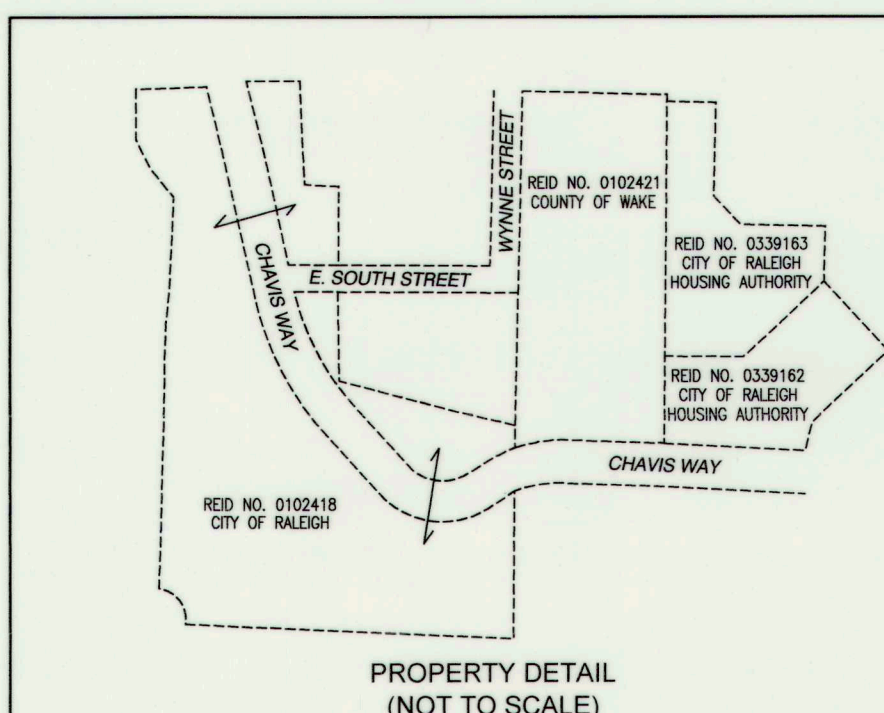 WYNNE STREET
REID NO. 0102421
COUNTY OF WAKE
REID NO. 0339163
CITY OF RALEIGH
HOUSING AUTHORITY
CHAVIS WAY
E. SOUTH STREET
REID NO. 0339162
CITY OF RALEIGH
HOUSING AUTHORITY
CHAVIS WAY
REID NO. 0102418
CITY OF RALEIGH
PROPERTY DETAIL
(NOT TO SCALE)